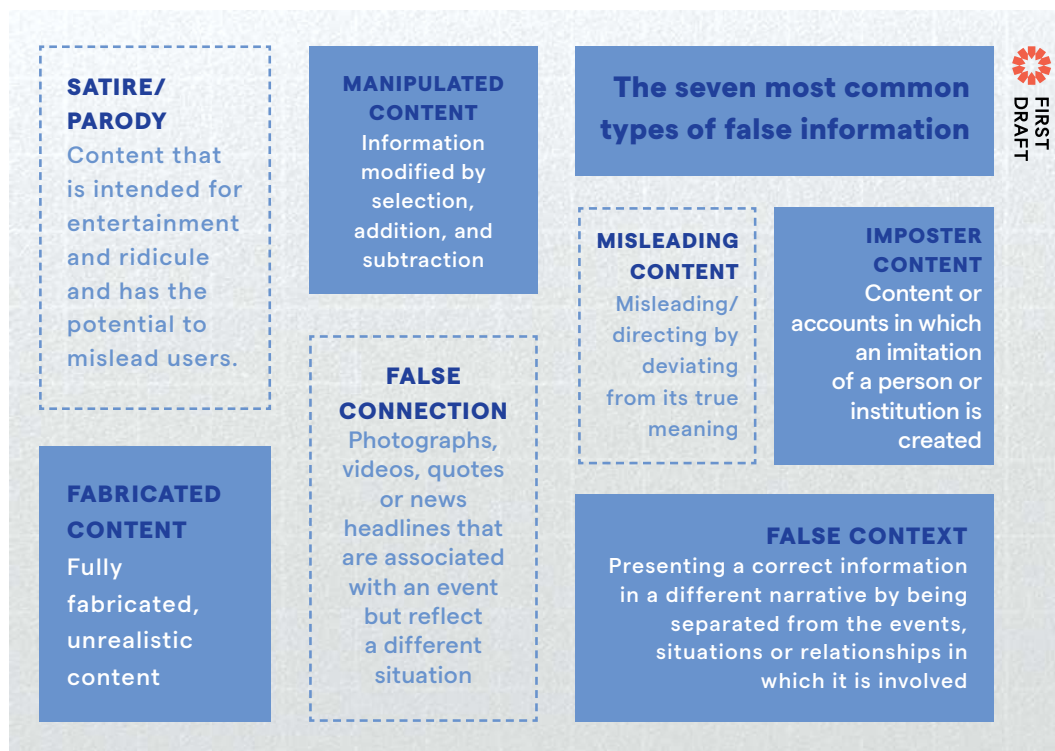 The seven most common
types of false information
FIRST
DRAFT
SATIRE/
PARODY
Content that
is intended for
entertainment
and ridicule
and has the
potential to
mislead users.
MANIPULATED
CONTENT
Information
modified by
selection,
addition, and
subtraction
MISLEADING
CONTENT
Misleading/
directing by
deviating
from its true
meaning
IMPOSTER
CONTENT
Content or
accounts in which
an imitation
of a person or
institution is
created
FABRICATED
CONTENT
Fully
fabricated,
unrealistic
content
FALSE
CONNECTION
Photographs,
videos, quotes
or news
headlines that
are associated
with an event
but reflect
a different
situation
FALSE CONTEXT
Presenting a correct information
in a different narrative by being
separated from the events,
situations or relationships in
which it is involved